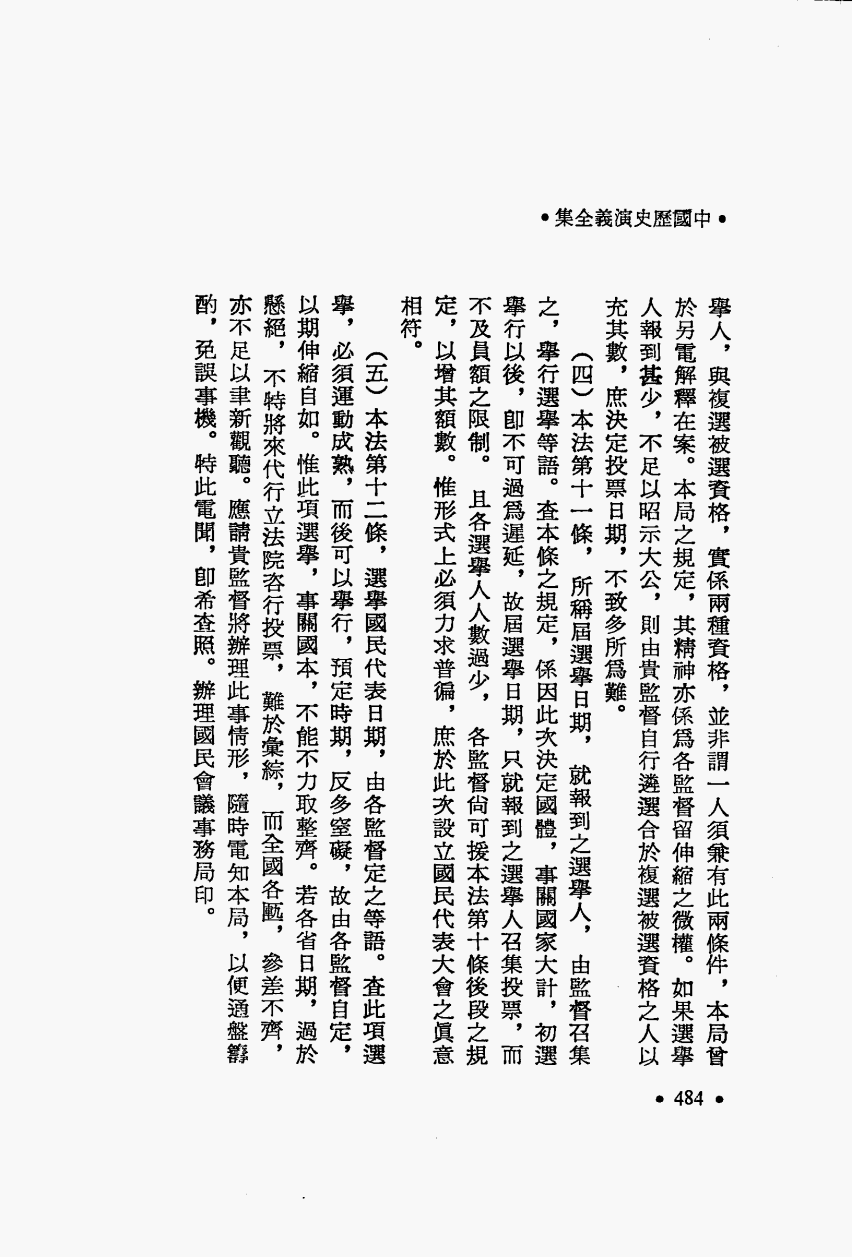 •中國歷史演義全集•
舉人，與複選被選資格，實係兩種資格，並非謂一人須兼有此兩條件，本局曾
於另電解釋在案。本局之規定，其精神亦係爲各監督留伸縮之微權。如果選舉
人報到甚少，不足以昭示大公，則由貴監督自行遴選合於複選被選資格之人以
充其數，庶決定投票日期，不致多所爲難。
（四）本法第十一條，所稱屆選舉日期，就報到之選舉人，由監督召集
之，舉行選舉等語。查本條之規定，係因此次決定國體，事關國家大計，初選
舉行以後，卽不可過爲遲延，故屆選舉日期，只就報到之選舉人召集投票，而
不及員額之限制。且各選舉人人數過少，各監督尙可援本法第十條後段之規
定，以增其額數。惟形式上必須力求普徧，庶於此次設立國民代表大會之眞意
相符。
（五）本法第十二條，選舉國民代表日期，由各監督定之等語。查此項選
舉，必須運動成熟，而後可以舉行，預定時期，反多窒礙，故由各監督自定，
以期伸縮自如。惟此項選舉，事關國本，不能不力取整齊。若各省日期，過於
懸絕，不特將來代行立法院咨行投票，難於彙綜，而全國各區，參差不齊，
亦不足以聿新觀聽。應請貴監督將辦理此事情形，隨時電知本局，以便通盤籌
酌，免誤事機。特此電聞，卽希查照。辦理國民會議事務局印。
•484•